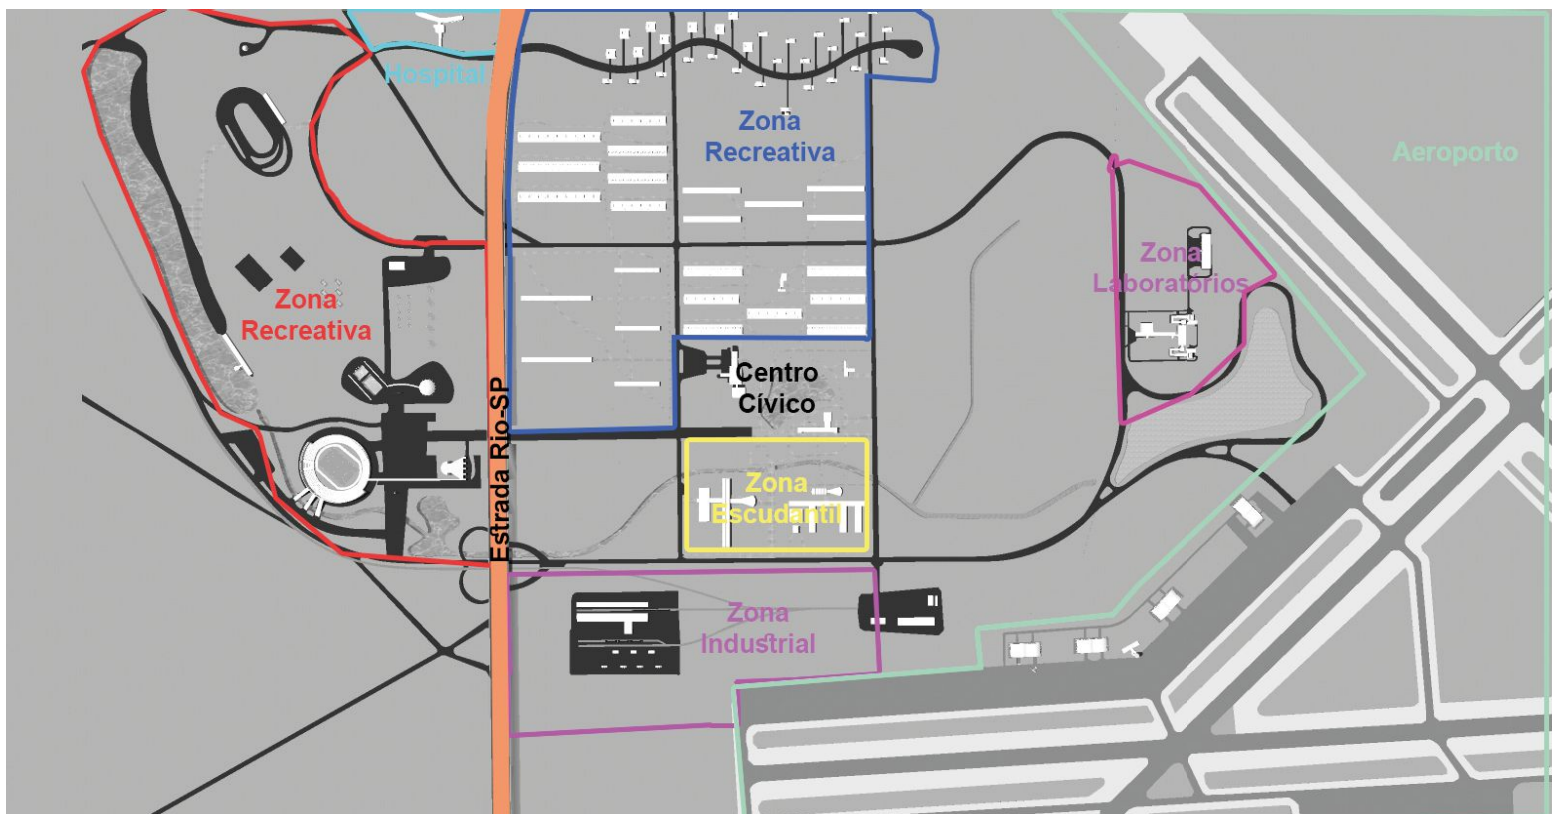 Hospital
Zona
Recreativa
Aeroporto
Zona
Laboratórios
Zona
Recreativa
Centro
Cívico
Estrada Rio-SP
Zona
Escudantil
Zona
Industrial